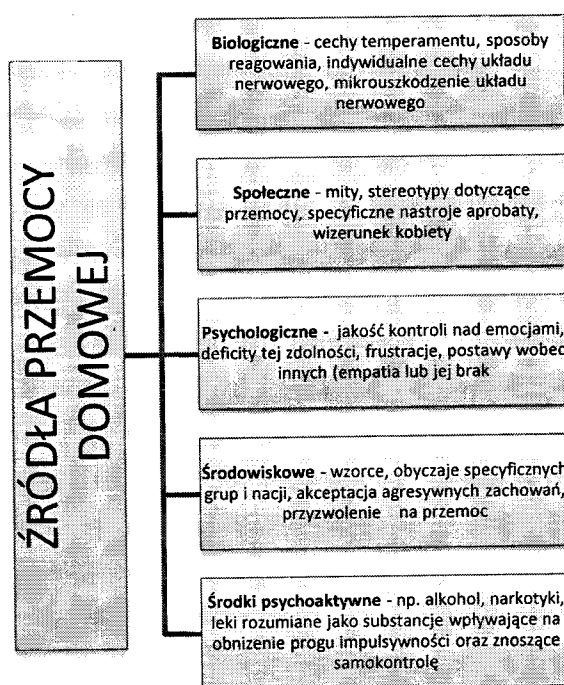 ŹRÓDŁA PRZEMOCY
DOMOWEJ
Biologiczne - cechy temperamentu, sposoby
reagowania, indywidualne cechy układu
nerwowego, mikrouszkodzenie układu
nerwowego
Społeczne - mity, stereotypy dotyczące
przemocy, specyficzne nastroje aprobaty,
wizerunek kobiety
Psychologiczne - jakość kontroli nad emocjami,
deficity tej zdolności, frustracje, postawy wobec
innych (empatia lub jej brak
Środowiskowe - wzorce, obyczaje specyficznych
grup i nacji, akceptacja agresywnych zachowań,
przyzwolenie na przemoc
Środki psychoaktywne - np. alkohol, narkotyki,
leki rozumiane jako substancje wpływające na
obnizenie progu impulsywności oraz znoszące
samokontrolę